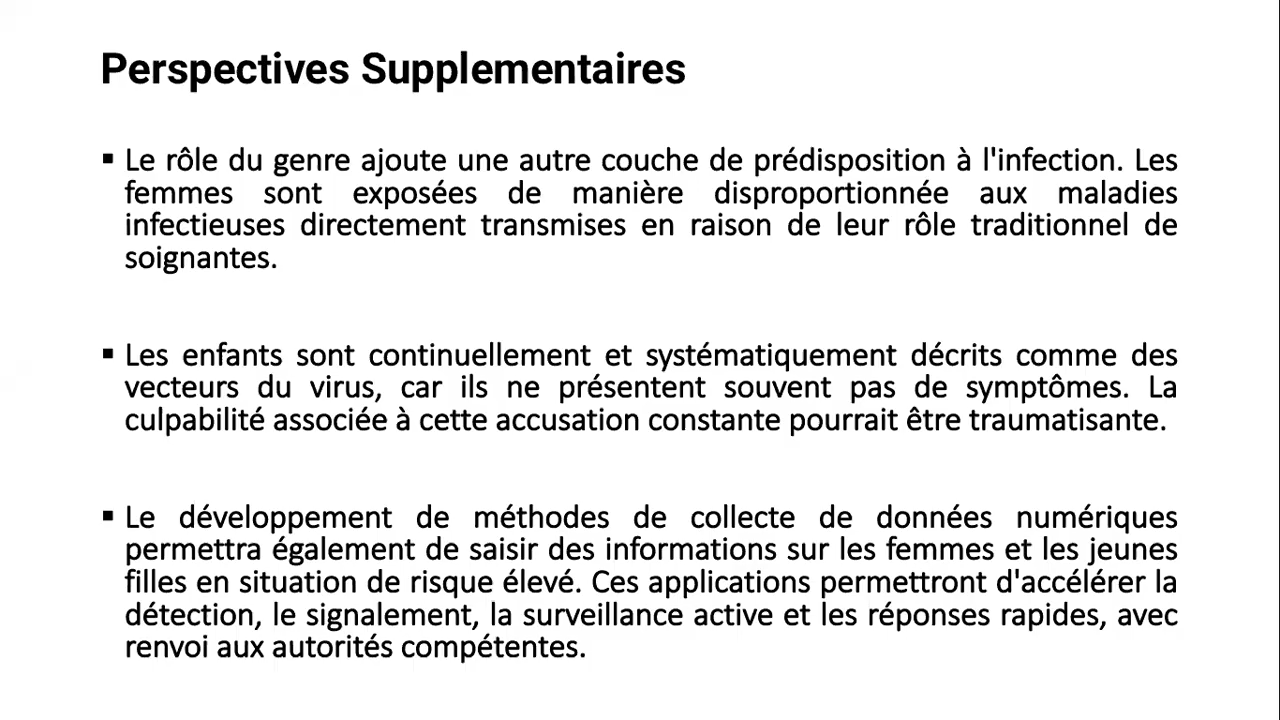 Perspectives Supplementaires
▪ Le rôle du genre ajoute une autre couche de prédisposition à l'infection. Les
femmes sont exposées de manière disproportionnée aux maladies
infectieuses directement transmises en raison de leur rôle traditionnel de
soignantes.
▪ Les enfants sont continuellement et systématiquement décrits comme des
vecteurs du virus, car ils ne présentent souvent pas de symptômes. La
culpabilité associée à cette accusation constante pourrait être traumatisante.
▪ Le développement de méthodes de collecte de données numériques
permettra également de saisir des informations sur les femmes et les jeunes
filles en situation de risque élevé. Ces applications permettront d'accélérer la
détection, le signalement, la surveillance active et les réponses rapides, avec
renvoi aux autorités compétentes.